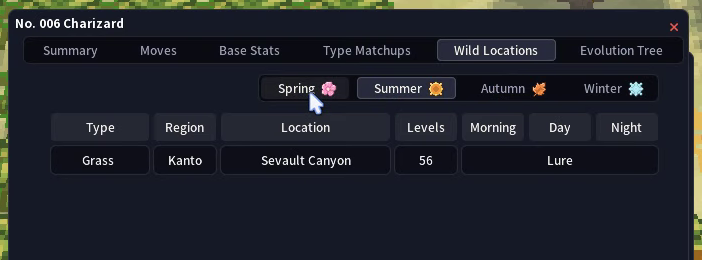 No. 006 Charizard
Summary Moves Base Stats Type Matchups Wild Locations Evolution Tree
Spring Summer Autumn Winter
Type Region Location Levels Morning Day Night
Grass Kanto Sevault Canyon 56 Lure